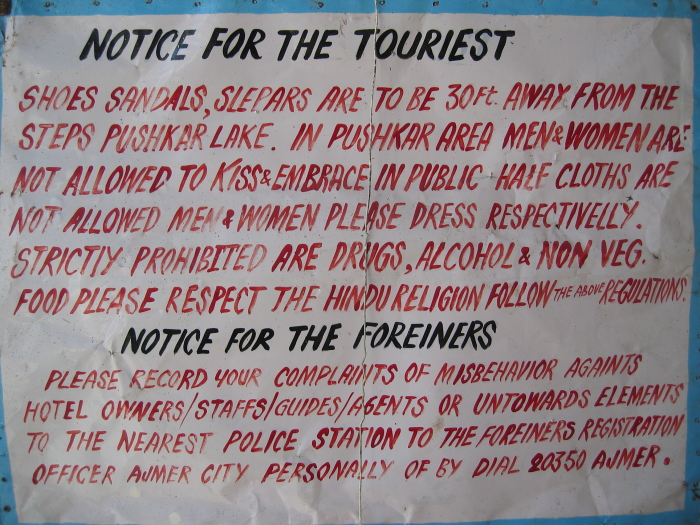 NOTICE FOR THE TOURIEST
SHOES SANDALS, SLEPARS ARE TO BE 30Ft. AWAY FROM THE
STEPS PUSHKAR LAKE. IN PUSHKAR AREA MEN & WOMEN ARE
NOT ALLOWED TO KISS & EMBRACE IN PUBLIC HALF CLOTHS ARE
NOT ALLOWED MEN & WOMEN PLEASE DRESS RESPECTIVELLY.
STRICTLY PROHIBITED ARE DRUGS, ALCOHOL & NON VEG.
FOOD PLEASE RESPECT THE HINDU RELIGION FOLLOW THE ABOVE REGULATIONS.
NOTICE FOR THE FOREINERS
PLEASE RECORD YOUR COMPLAINTS OF MISBEHAVIOR AGAINTS
HOTEL OWNERS/STAFFS/GUIDES/AGENTS OR UNTOWARDS ELEMENTS
TO THE NEAREST POLICE STATION TO THE FOREINERS REGISTRATION
OFFICER AJMER CITY PERSONALLY OF BY DIAL 20350 AJMER.